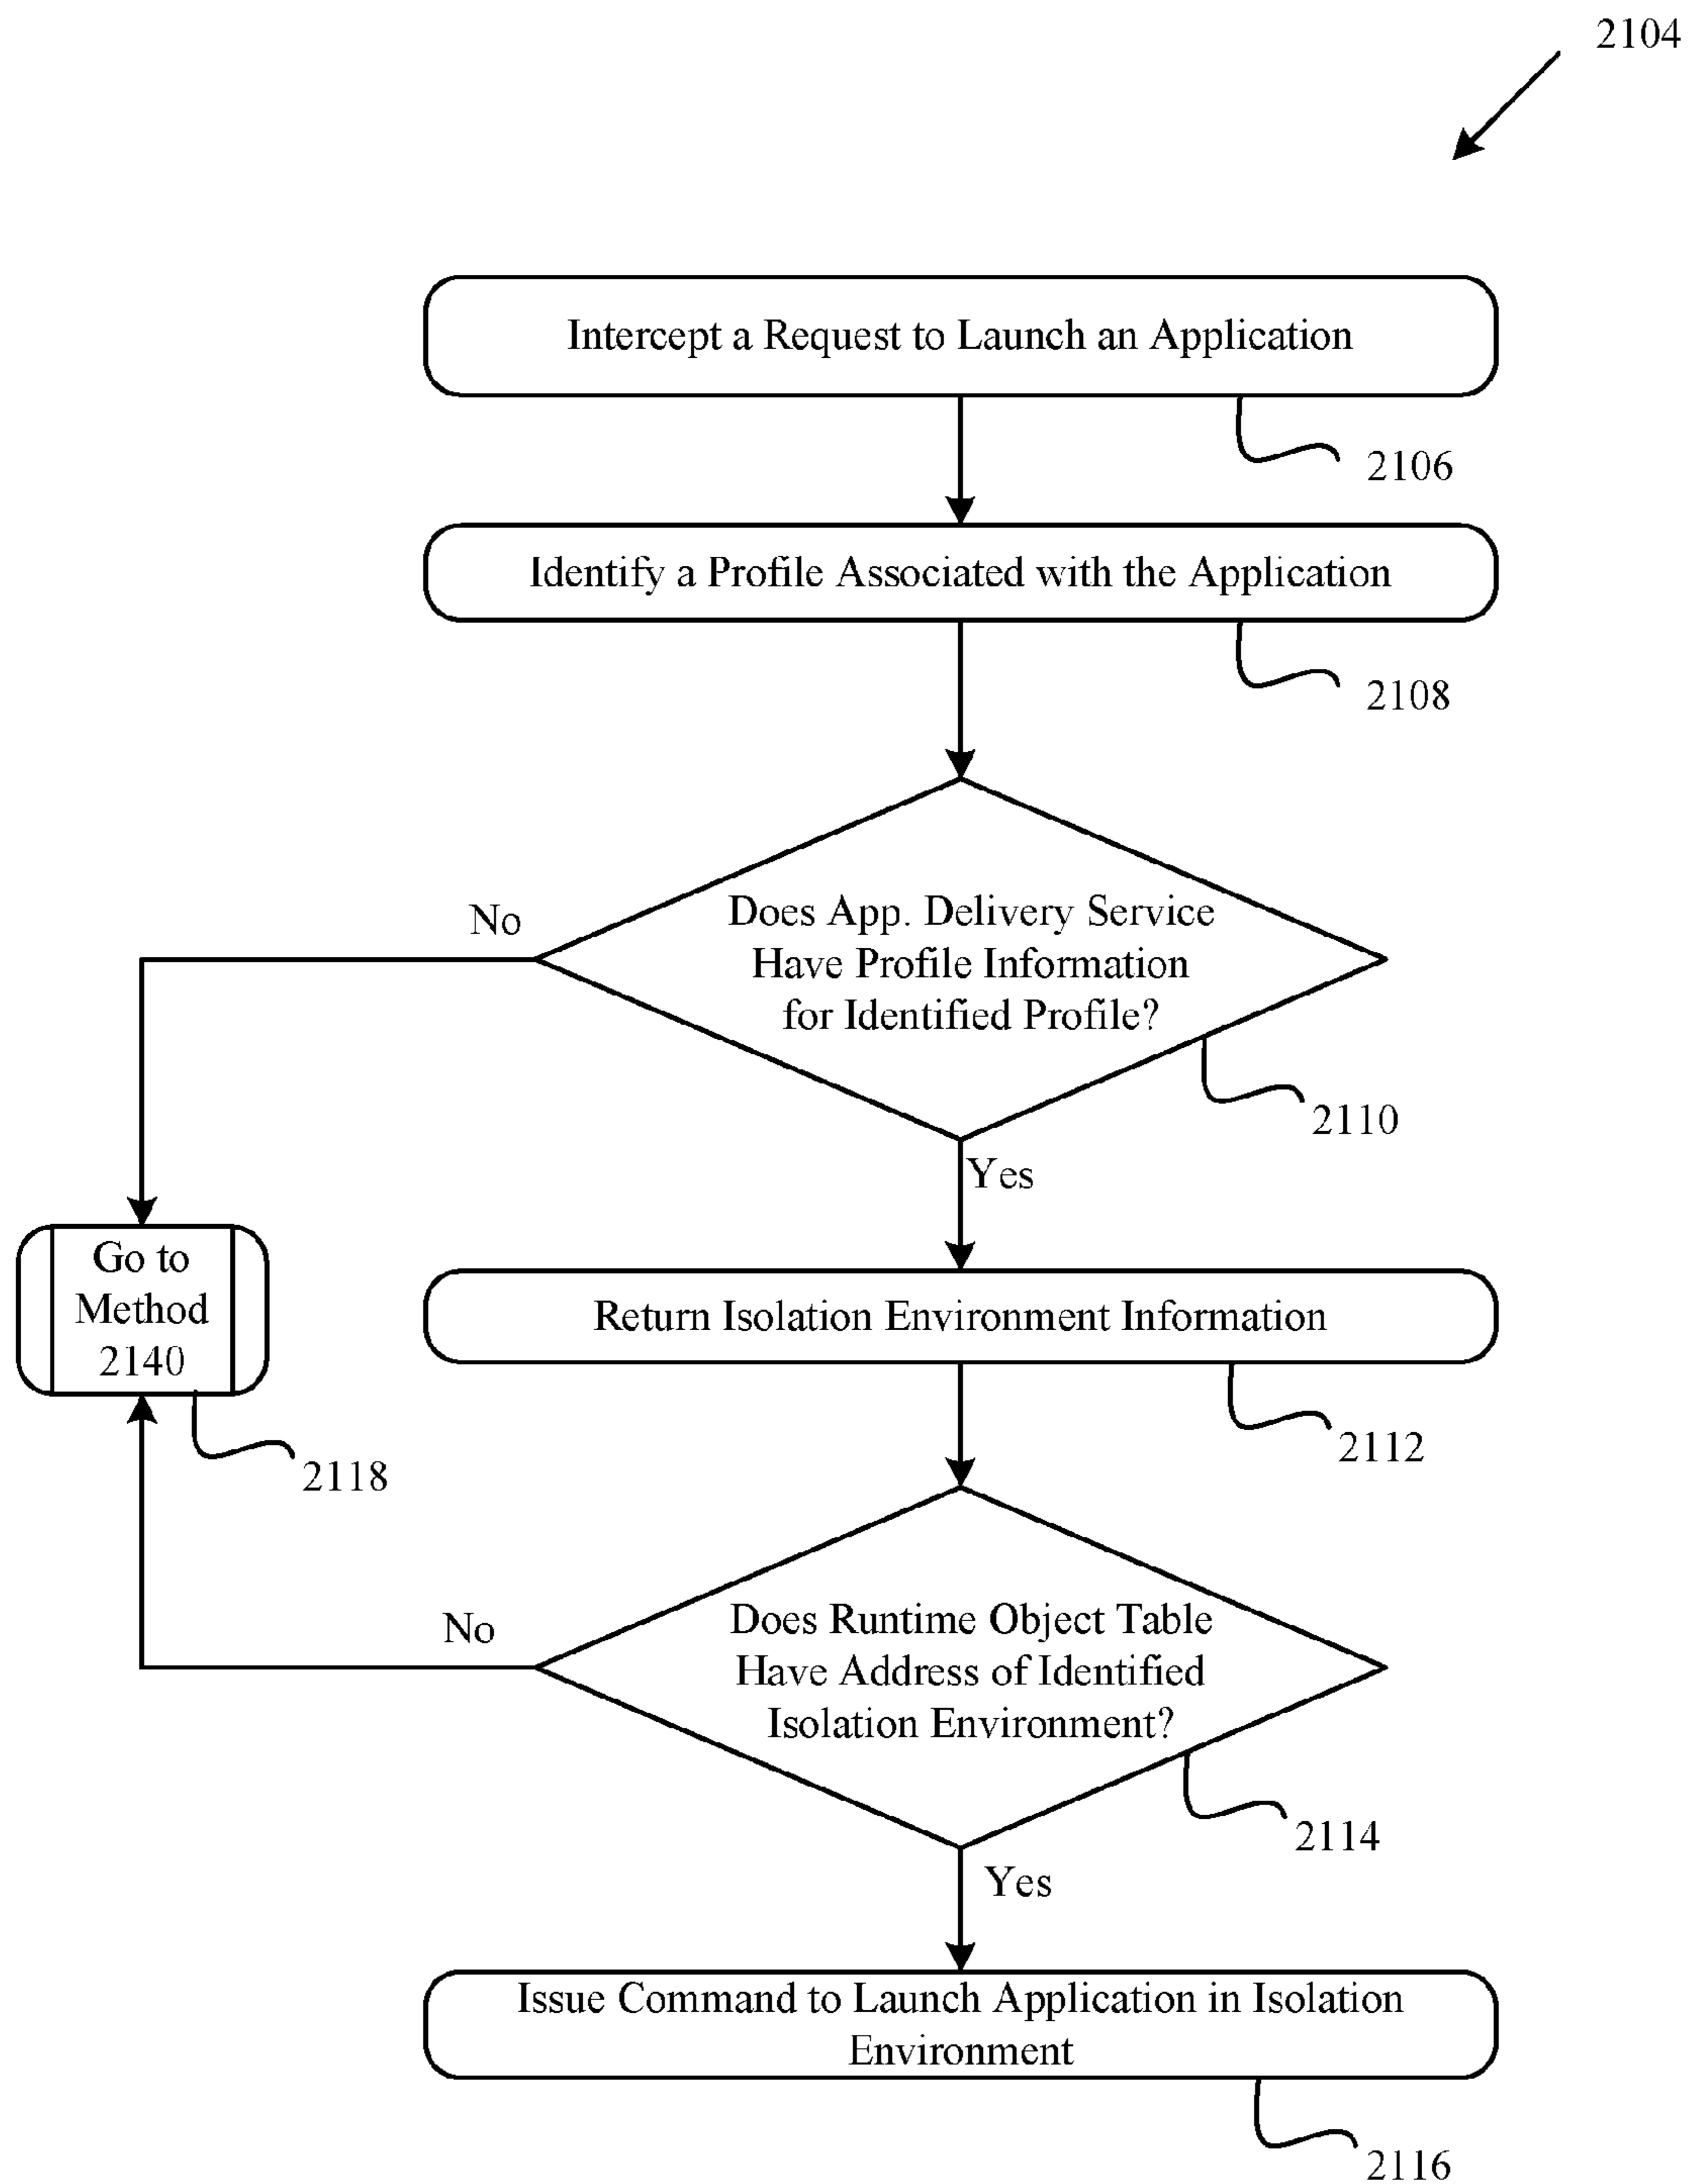 2104
Intercept a Request to Launch an Application
2106
Identify a Profile Associated with the Application
2108
Does App. Delivery Service
Have Profile Information
for Identified Profile?
No
2110
Yes
Go to
Method
2140
2118
Return Isolation Environment Information
2112
Does Runtime Object Table
Have Address of Identified
Isolation Environment?
No
2114
Yes
Issue Command to Launch Application in Isolation
Environment
2116